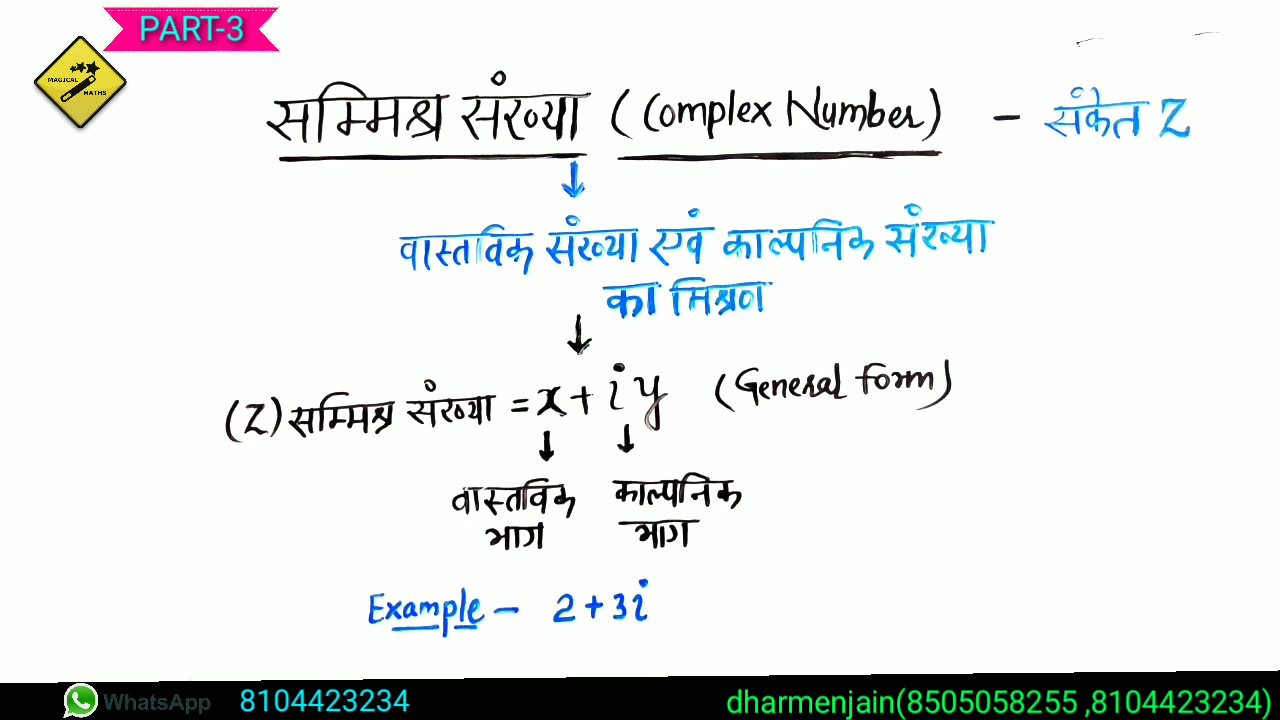 PART-3
MAGICAL
MATHS
सम्मिश्र संख्या (Complex Number) - संकेत Z
वास्तविक संख्या एवं काल्पनिक संख्या
का मिश्रण
(Z) सम्मिश्र संख्या = x + iy (General form)
वास्तविक काल्पनिक
भाग भाग
Example - 2 + 3i
WhatsApp 8104423234 dharmenjain(8505058255 ,8104423234)